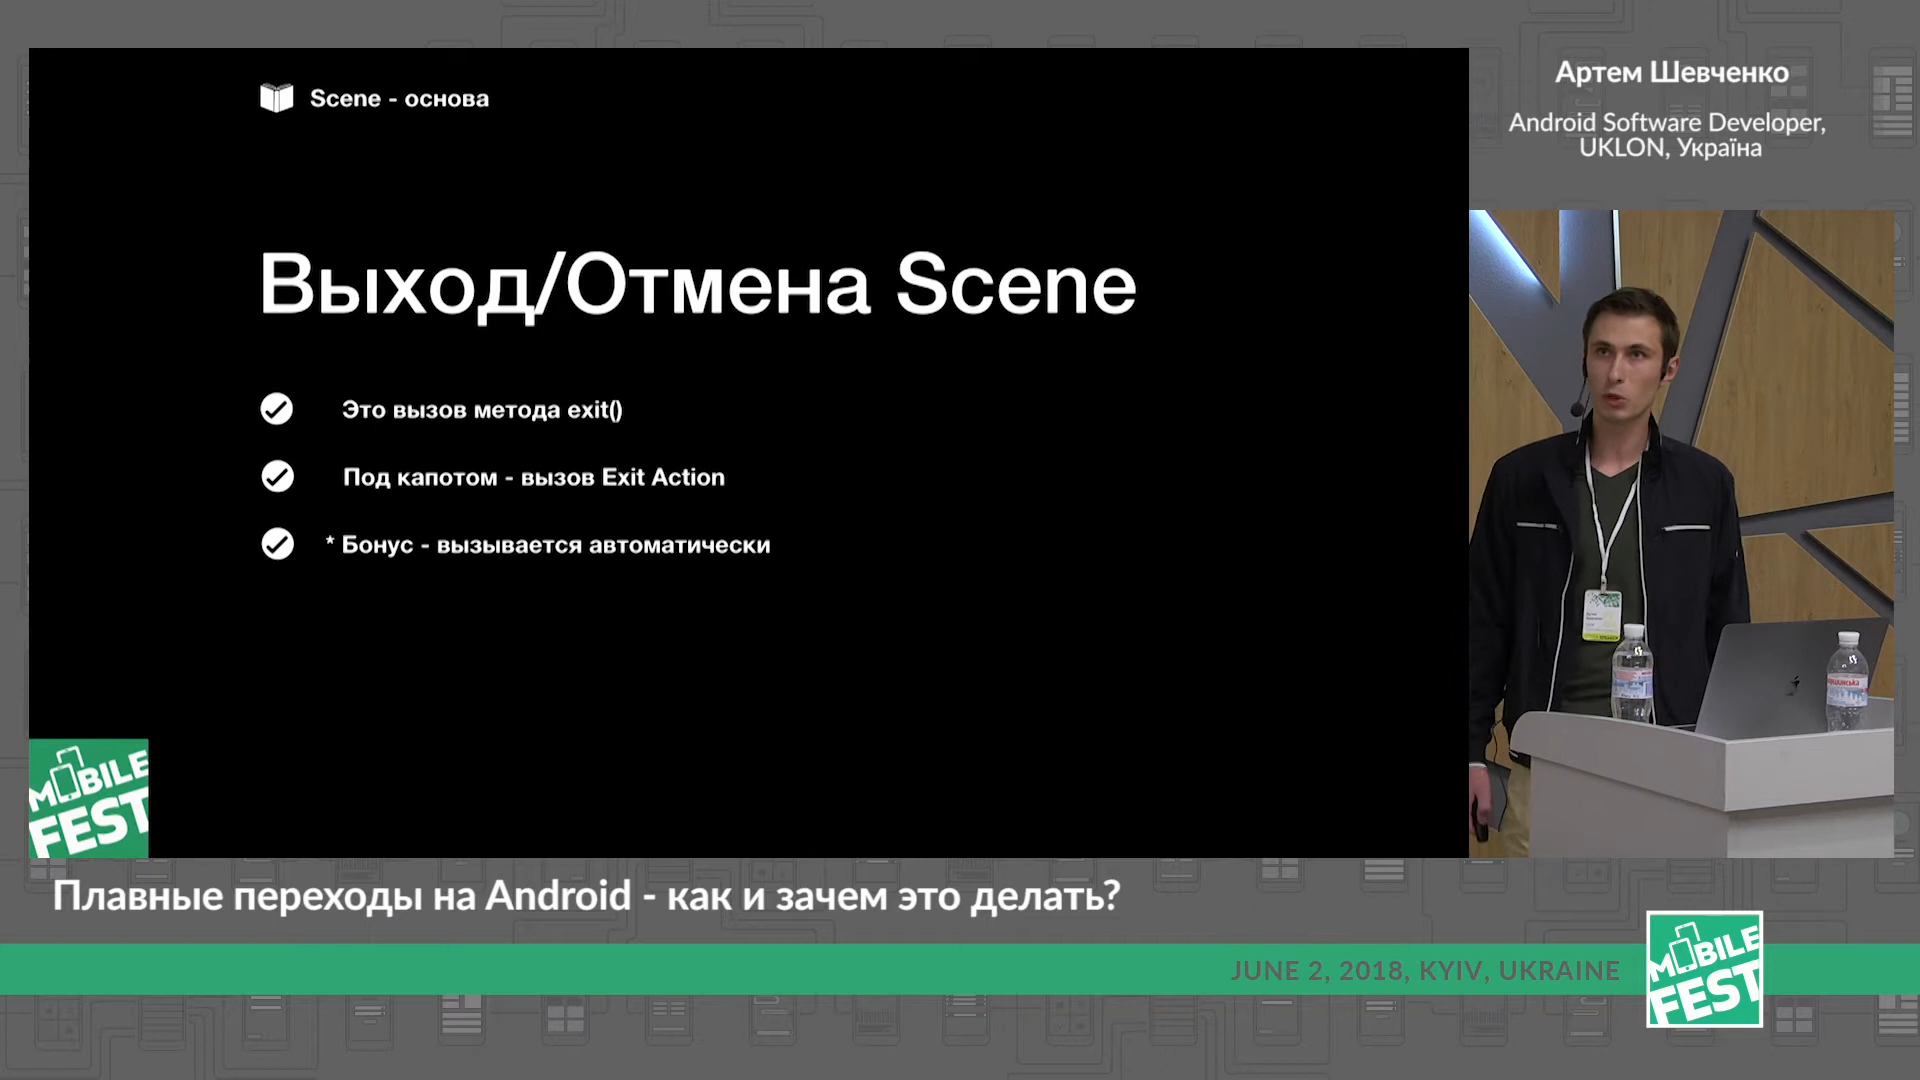 Scene - основа
Выход/Отмена Scene
Это вызов метода exit()
Под капотом - вызов Exit Action
* Бонус - вызывается автоматически
Артем Шевченко
Android Software Developer,
UKLON, Україна
MOBILE
FEST
Плавные переходы на Android - как и зачем это делать?
JUNE 2, 2018, KYIV, UKRAINE
MOBILE
FEST